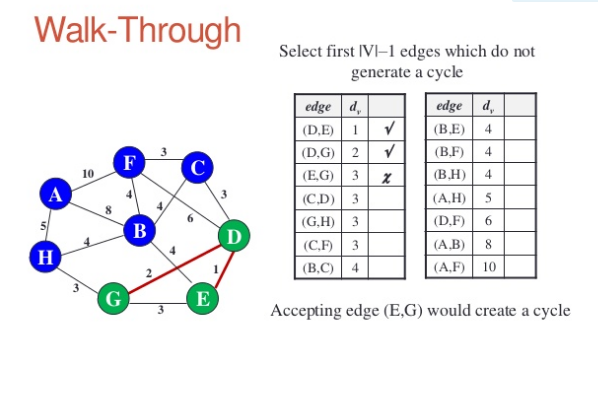 Walk-Through
Select first |V|–1 edges which do not
generate a cycle
edge dᵥ
(D,E) 1 √
(D,G) 2 √
(E,G) 3 χ
(C,D) 3
(G,H) 3
(C,F) 3
(B,C) 4
edge dᵥ
(B,E) 4
(B,F) 4
(B,H) 4
(A,H) 5
(D,F) 6
(A,B) 8
(A,F) 10
F 3 C
10
A 4 3
8 4 6
5 B D
4 4
H 2 1
3 G 3 E
Accepting edge (E,G) would create a cycle